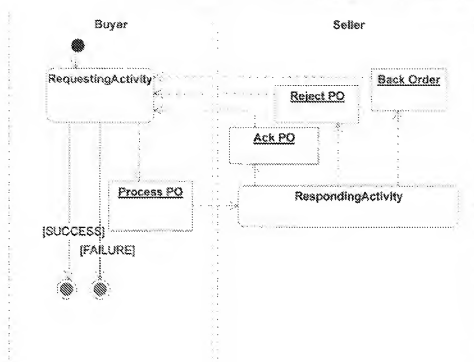 Buyer
Seller
RequestingActivity
Back Order
Reject PO
Ack PO
Process PO
RespondingActivity
[SUCCESS]
[FAILURE]